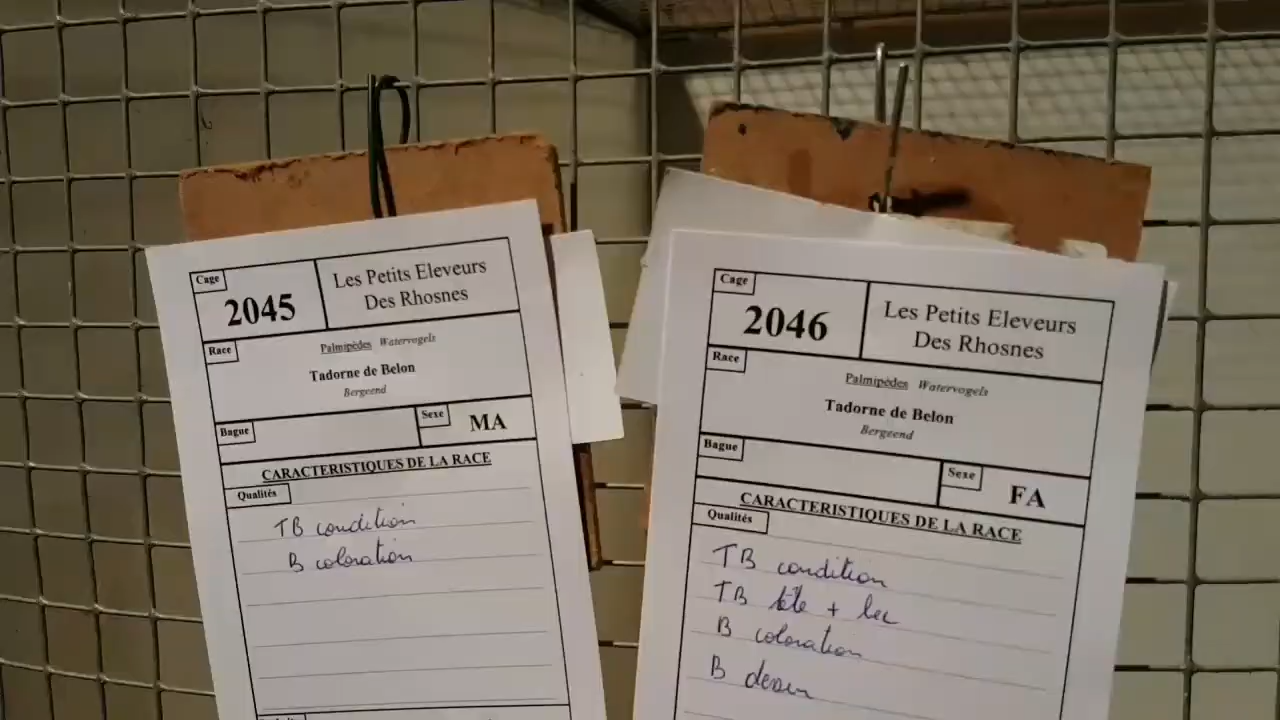 Cage
2045
Les Petits Eleveurs
Des Rhosnes
Race
Palmipèdes Watervogels
Tadorne de Belon
Bergeend
Bague
Sexe
MA
CARACTERISTIQUES DE LA RACE
Qualités
TB condition
B coloration
Cage
2046
Les Petits Eleveurs
Des Rhosnes
Race
Palmipèdes Watervogels
Tadorne de Belon
Bergeend
Bague
Sexe
FA
CARACTERISTIQUES DE LA RACE
Qualités
TB condition
TB tête + bec
B coloration
B dessin